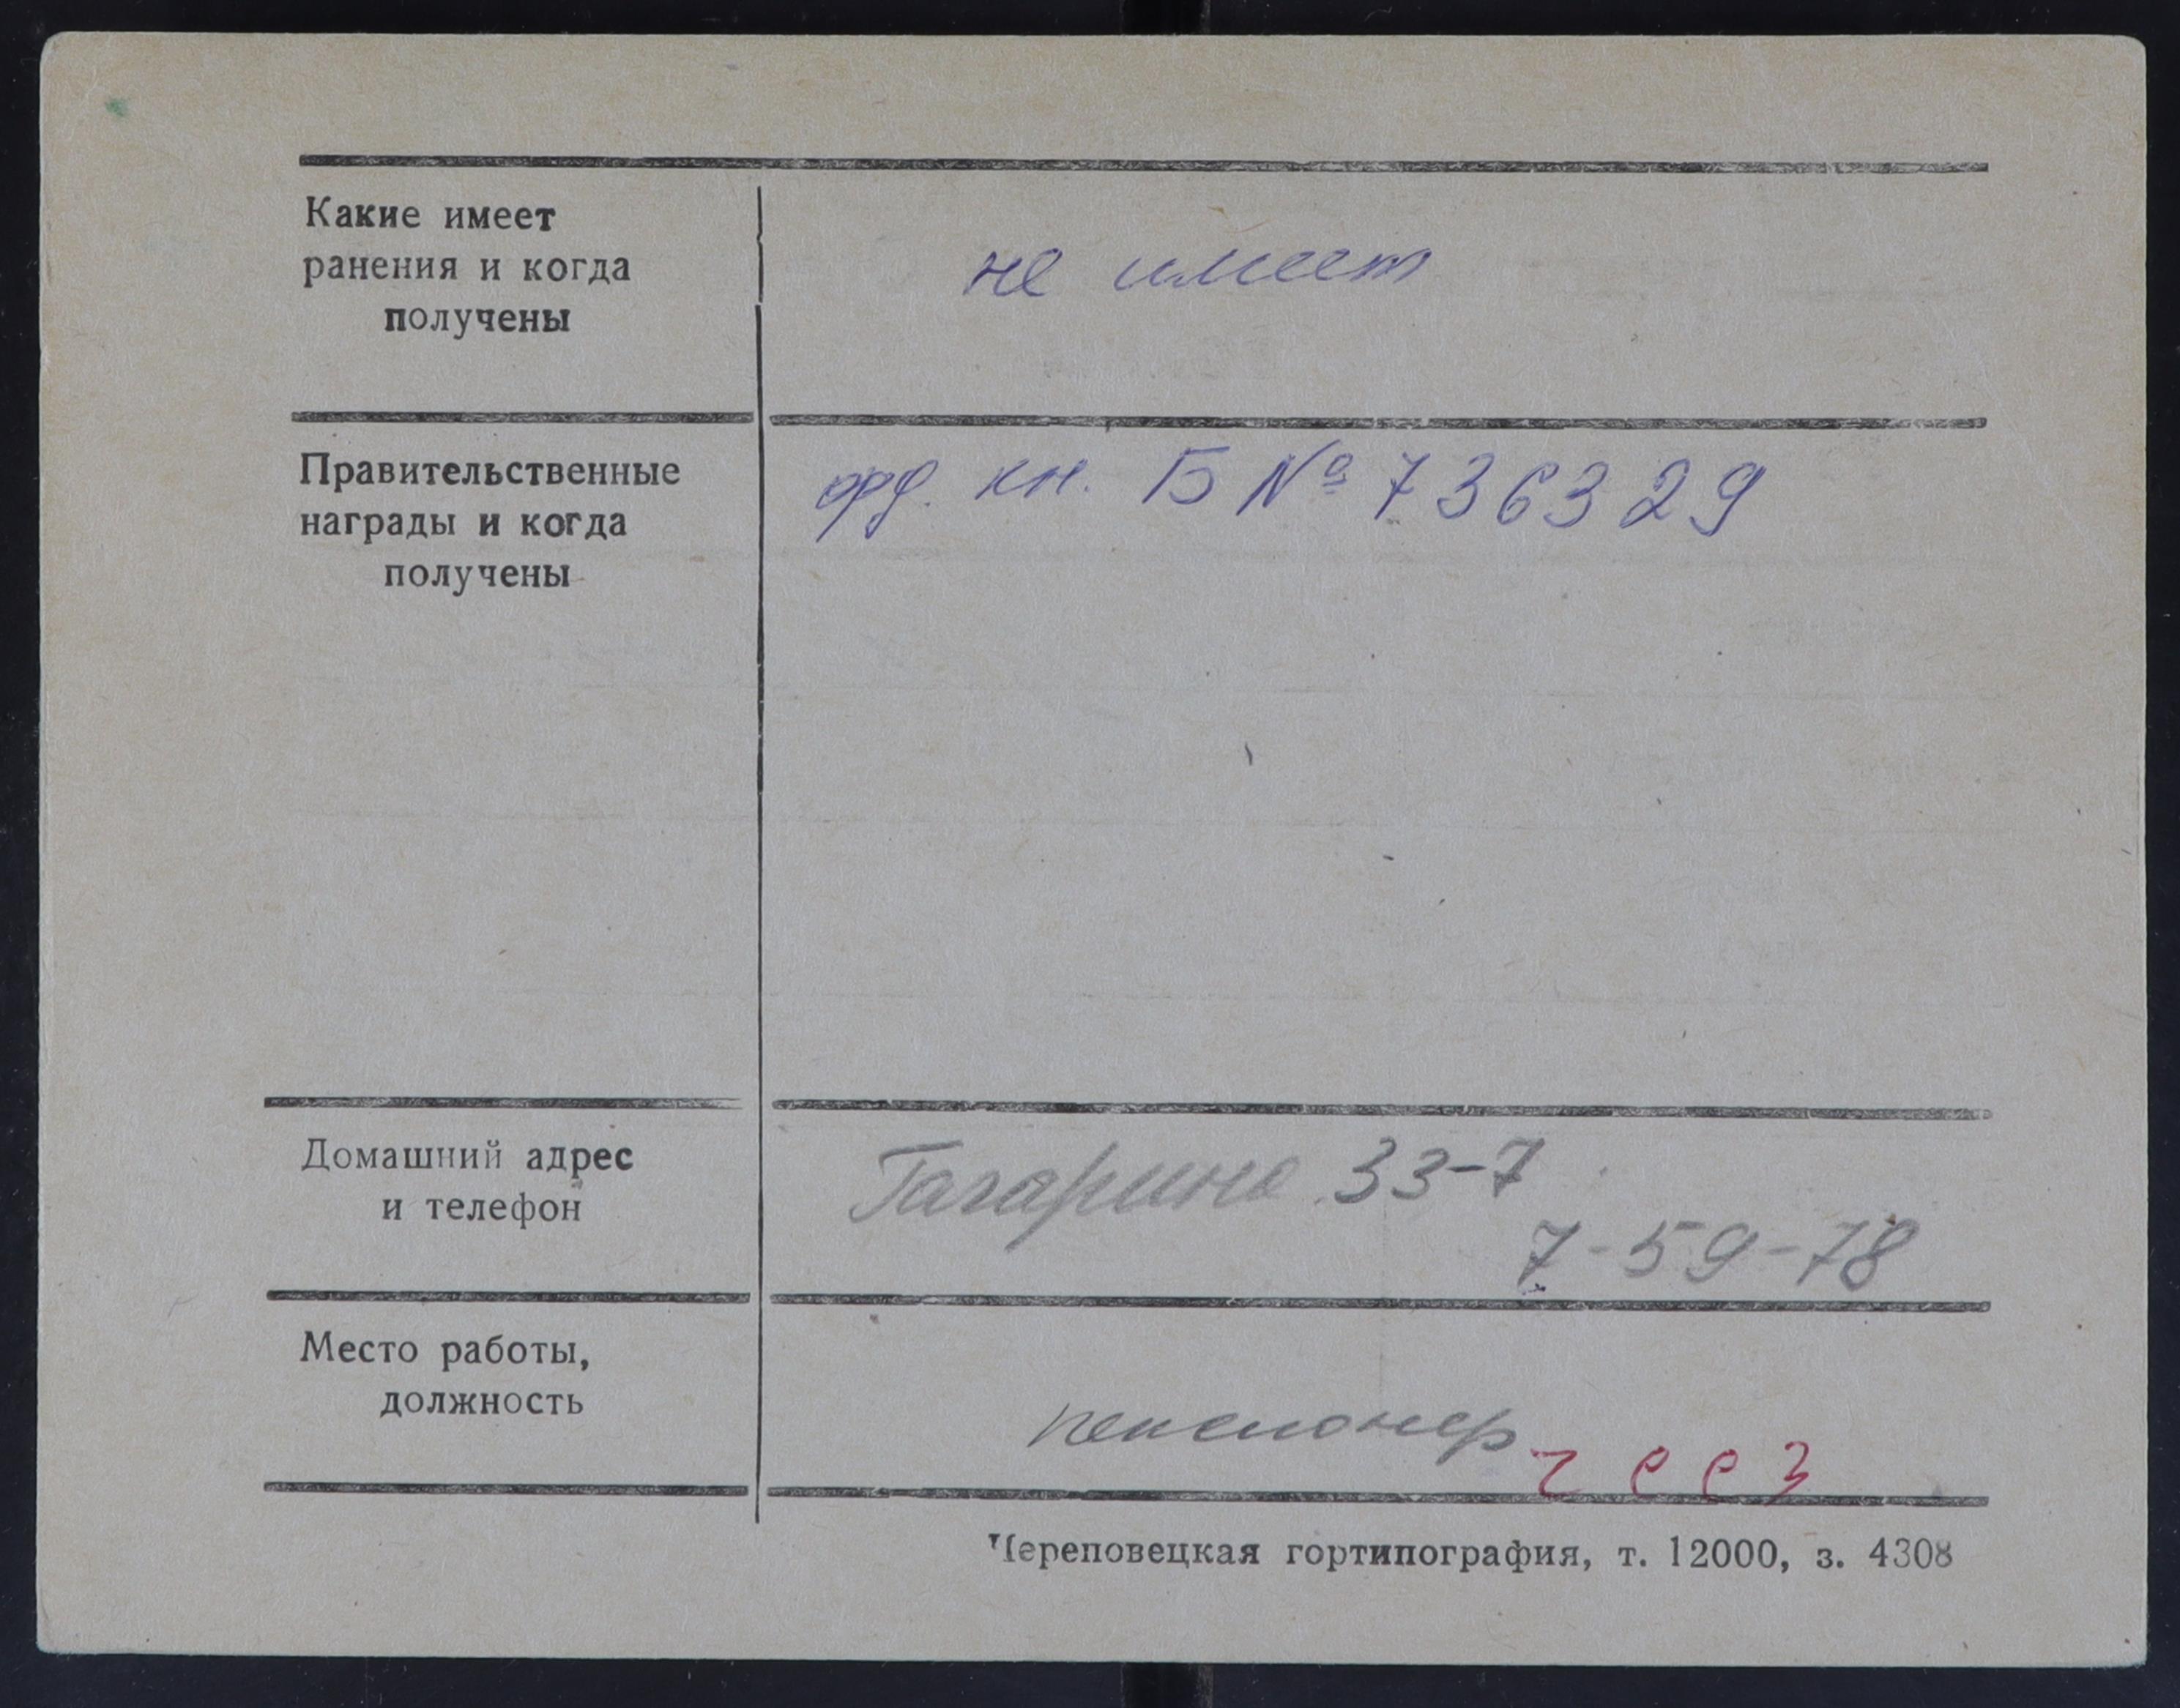 Какие имеет
ранения и когда
получены
не имеет
Правительственные
награды и когда
получены
орд. кн. Б № 736329
Домашний адрес
и телефон
Гагарина 33-7
7-59-78
Место работы,
должность
пенсионер
Череповецкая гортипография, т. 12000, з. 4308